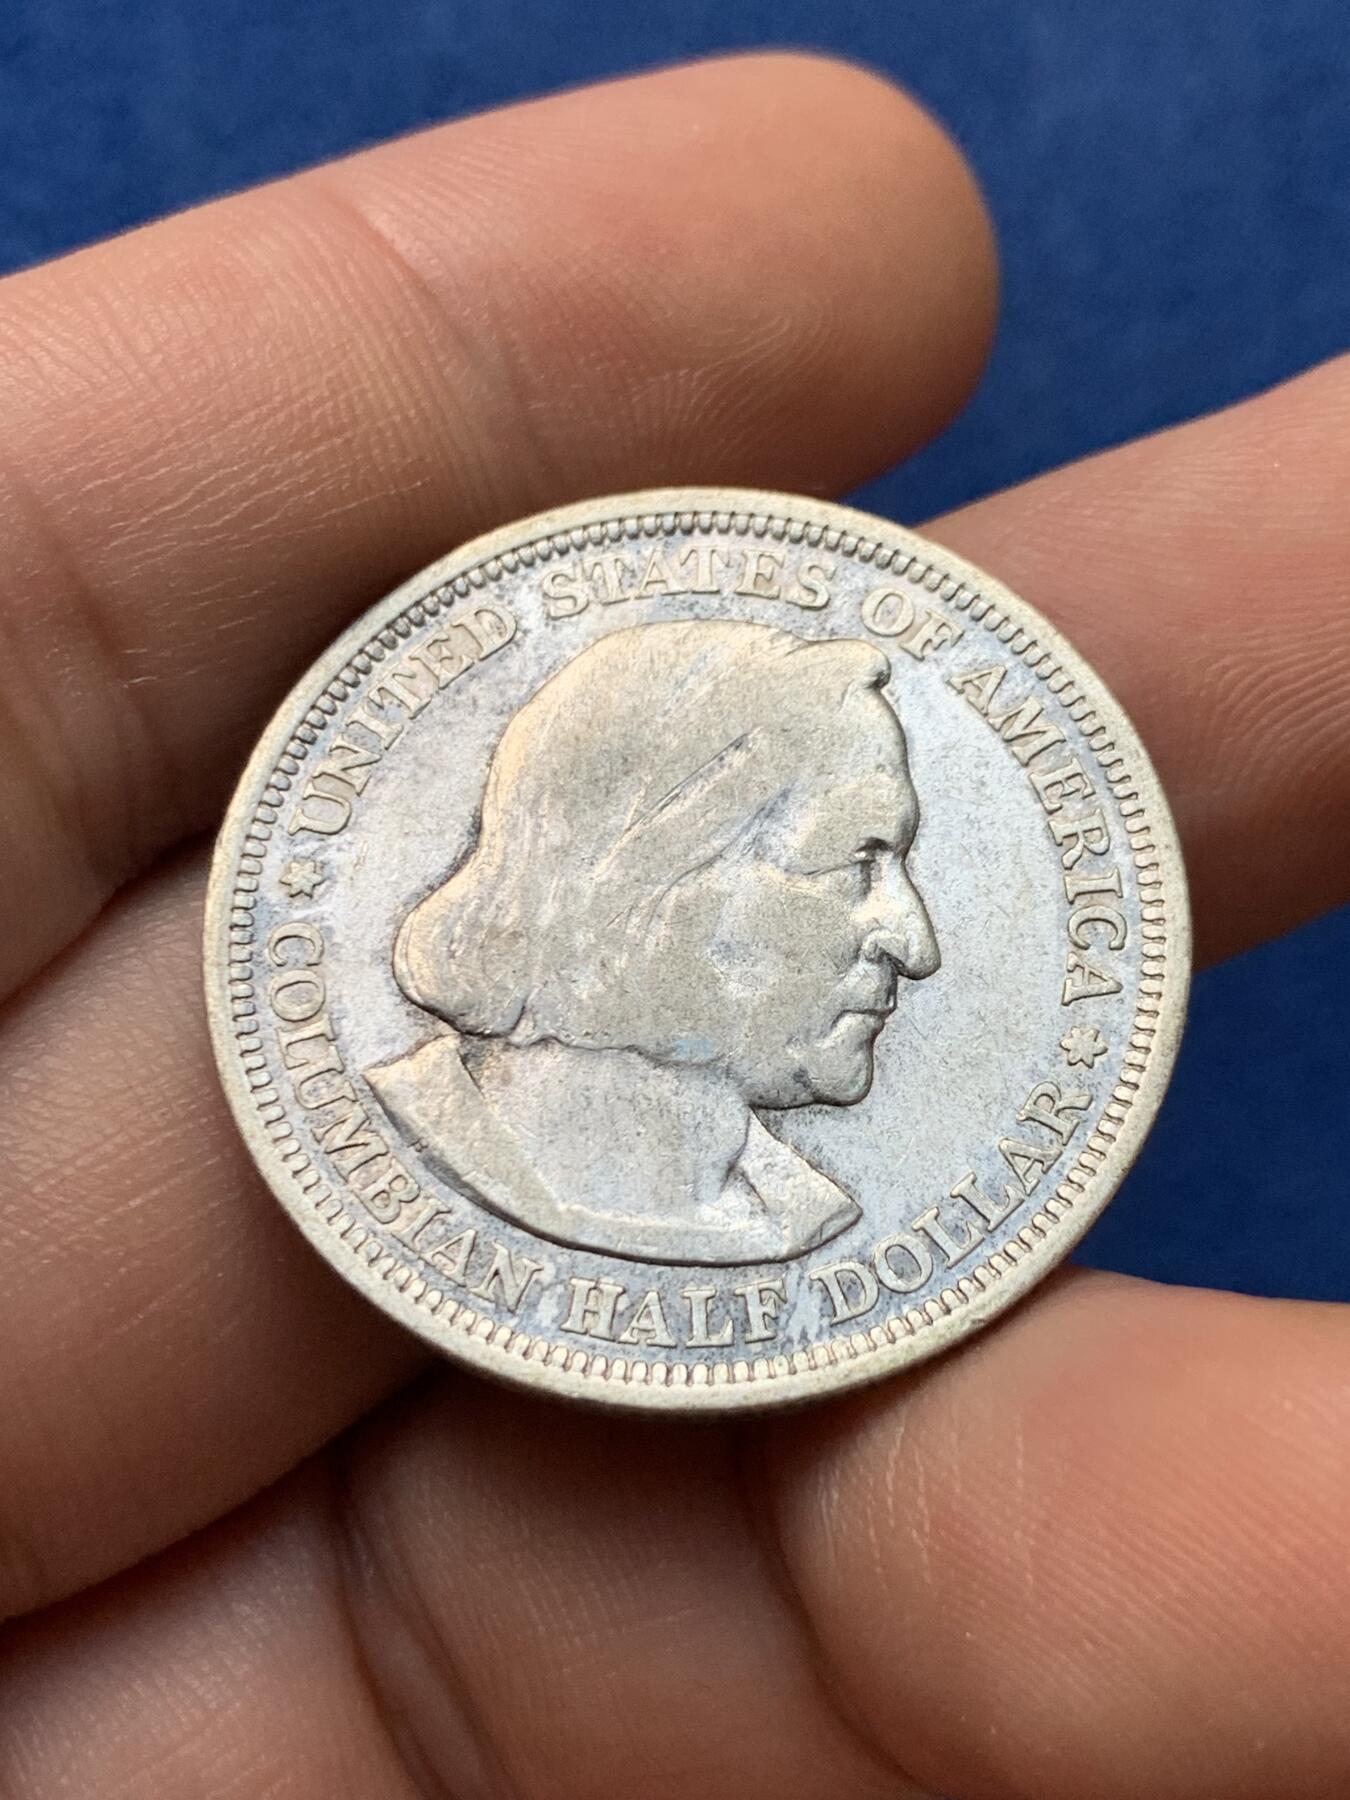 UNITED STATES OF AMERICA
COLUMBIAN HALF DOLLAR